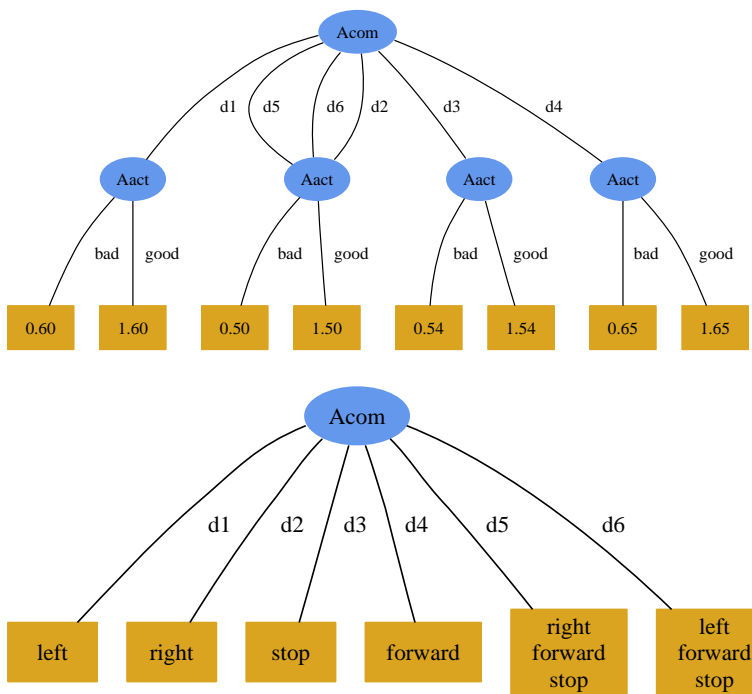 Acom
d1 d5 d6 d2 d3 d4
Aact Aact Aact Aact
bad good bad good bad good bad good
0.60 1.60 0.50 1.50 0.54 1.54 0.65 1.65
Acom
d1 d2 d3 d4 d5 d6
left right stop forward
right
forward
stop
left
forward
stop